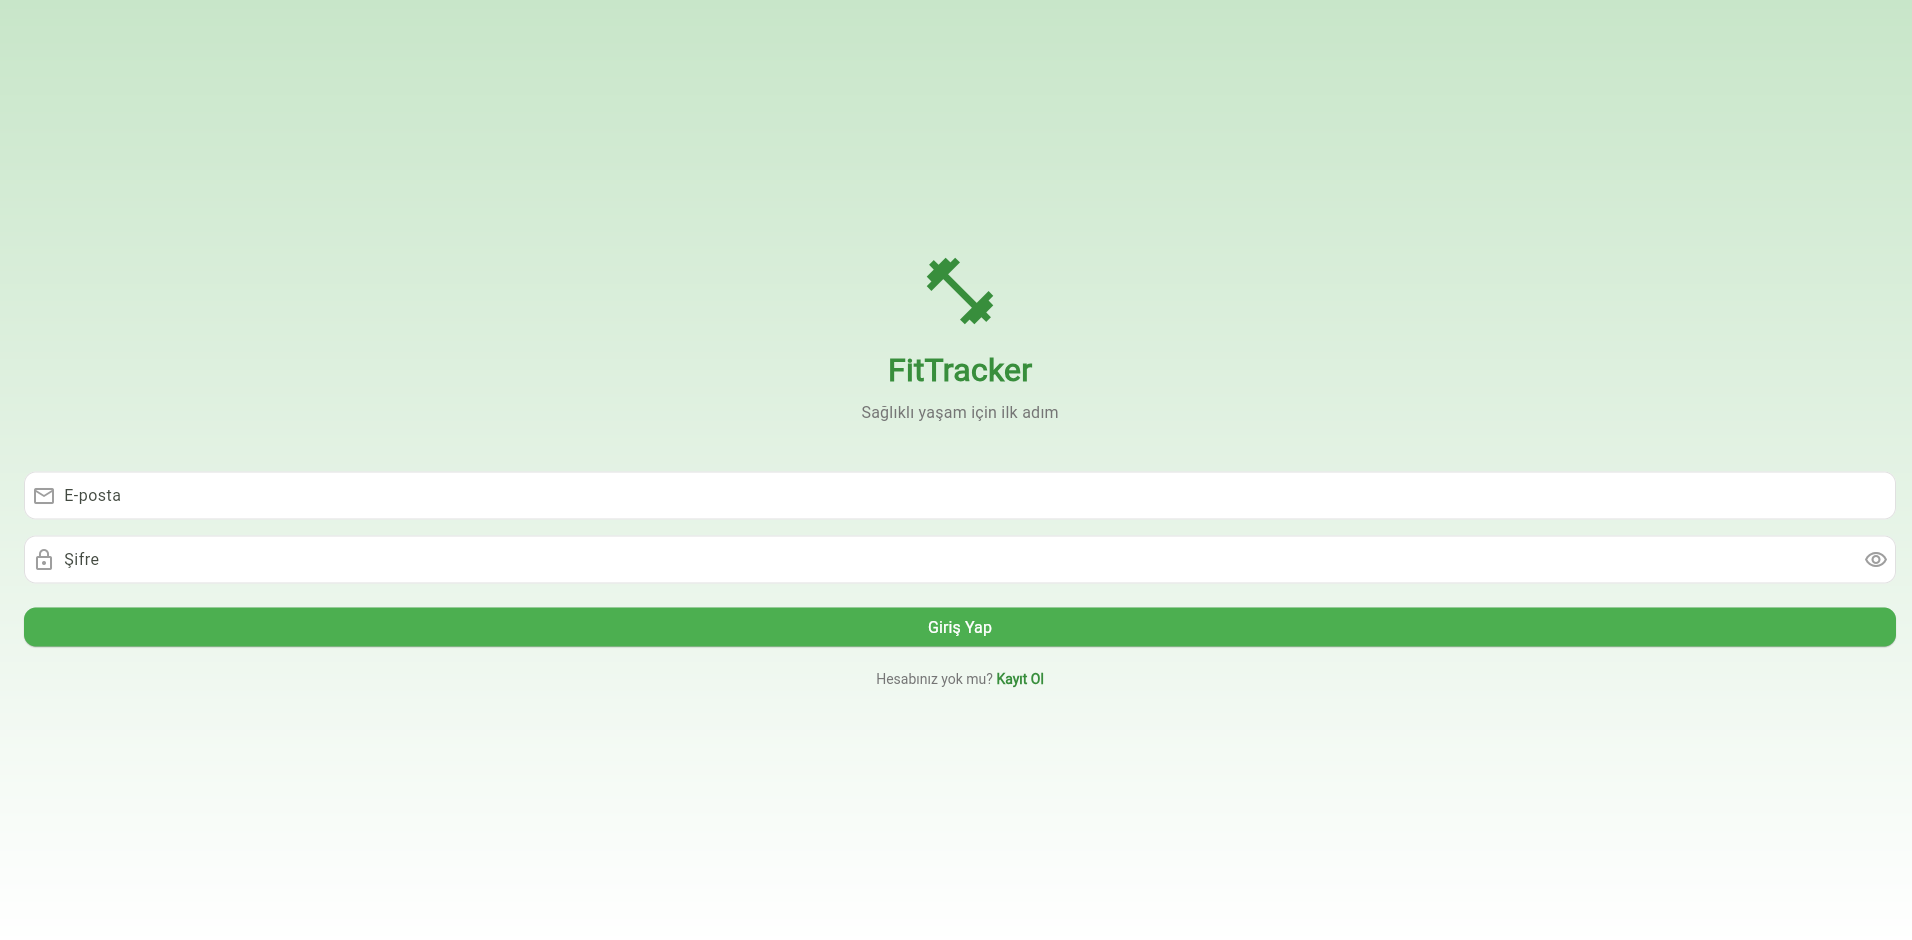 FitTracker
Sağlıklı yaşam için ilk adım
E-posta
Şifre
Giriş Yap
Hesabınız yok mu? Kayıt Ol